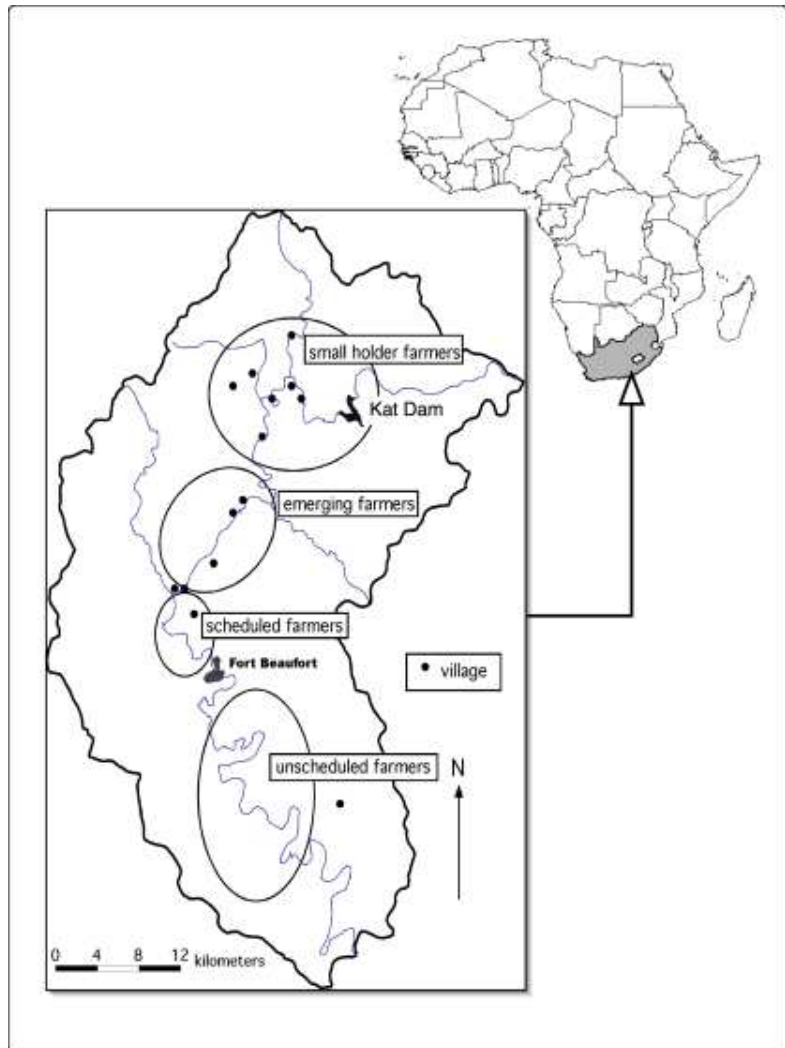 small holder farmers
Kat Dam
emerging farmers
scheduled farmers
Fort Beaufort
village
unscheduled farmers
N
0 4 8 12
kilometers